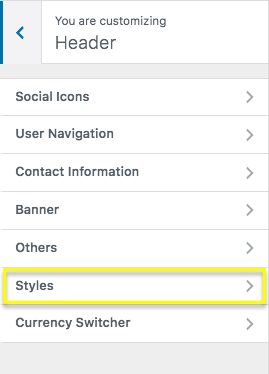 You are customizing
Header
Social Icons
User Navigation
Contact Information
Banner
Others
Styles
Currency Switcher